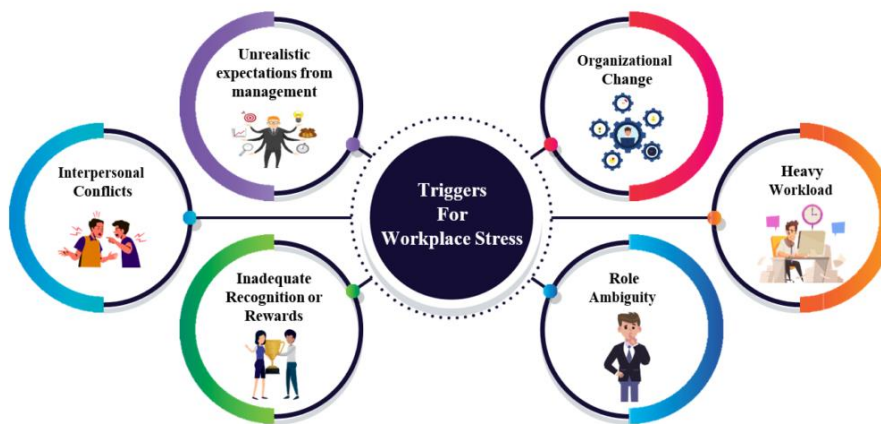 Unrealistic
expectations from
management
Organizational
Change
Interpersonal
Conflicts
Triggers
For
Workplace Stress
Heavy
Workload
Inadequate
Recognition or
Rewards
Role
Ambiguity